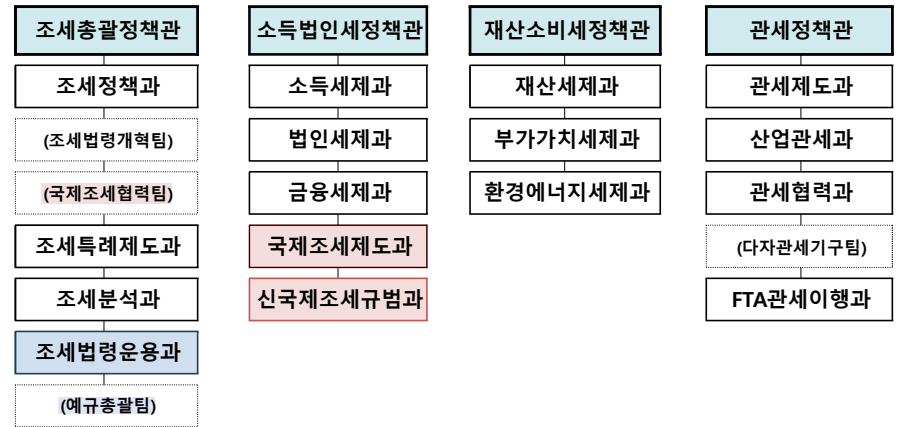 조세총괄정책관
조세정책과
(조세법령개혁팀)
(국제조세협력팀)
조세특례제도과
조세분석과
조세법령운용과
(예규총괄팀)
소득법인세정책관
소득세제과
법인세제과
금융세제과
국제조세제도과
신국제조세규범과
재산소비세정책관
재산세제과
부가가치세제과
환경에너지세제과
관세정책관
관세제도과
산업관세과
관세협력과
(다자관세기구팀)
FTA관세이행과